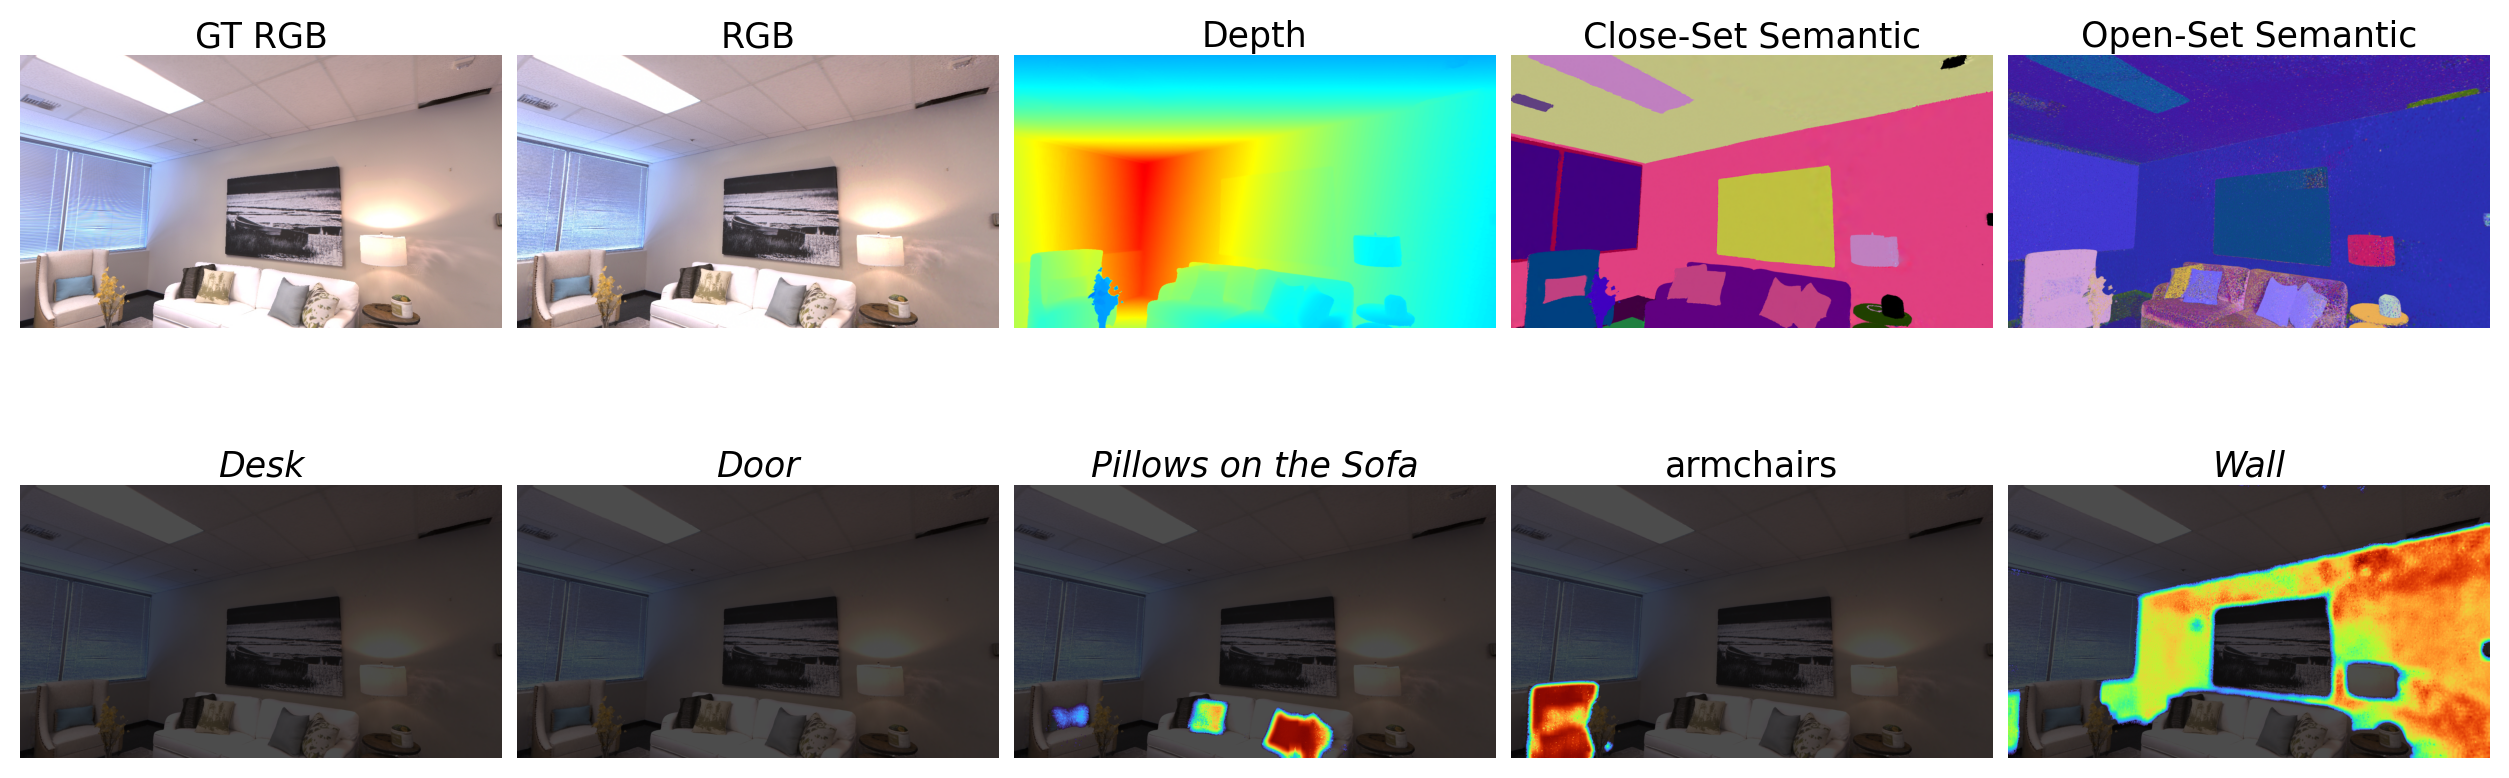 GT RGB
RGB
Depth
Close-Set Semantic
Open-Set Semantic
Desk
Door
Pillows on the Sofa
armchairs
Wall